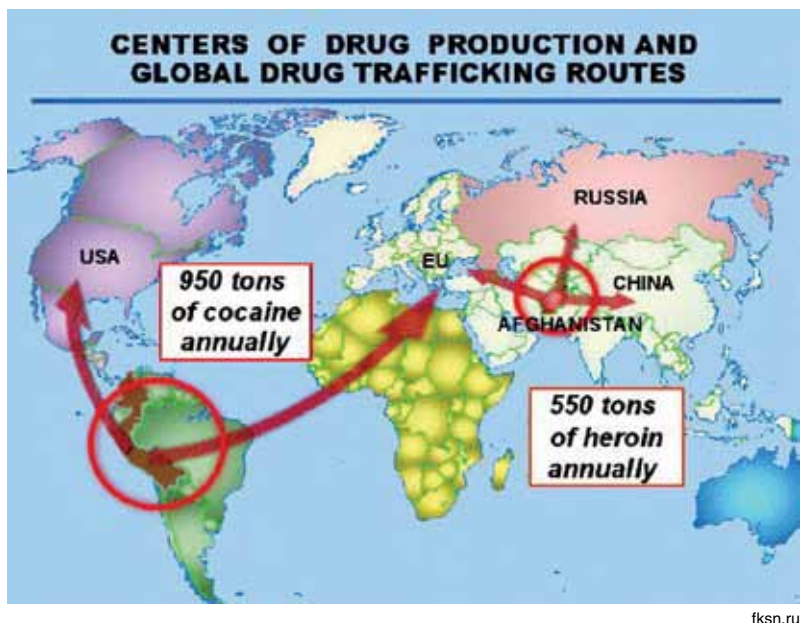 CENTERS OF DRUG PRODUCTION AND
GLOBAL DRUG TRAFFICKING ROUTES
RUSSIA
USA
EU
CHINA
950 tons
of cocaine
annually
AFGHANISTAN
550 tons
of heroin
annually
fksn.ru